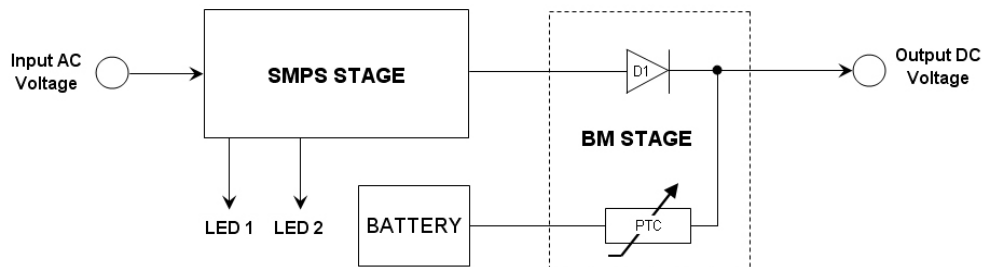 Input AC
Voltage
SMPS STAGE
D1
Output DC
Voltage
BM STAGE
LED 1
LED 2
BATTERY
PTC